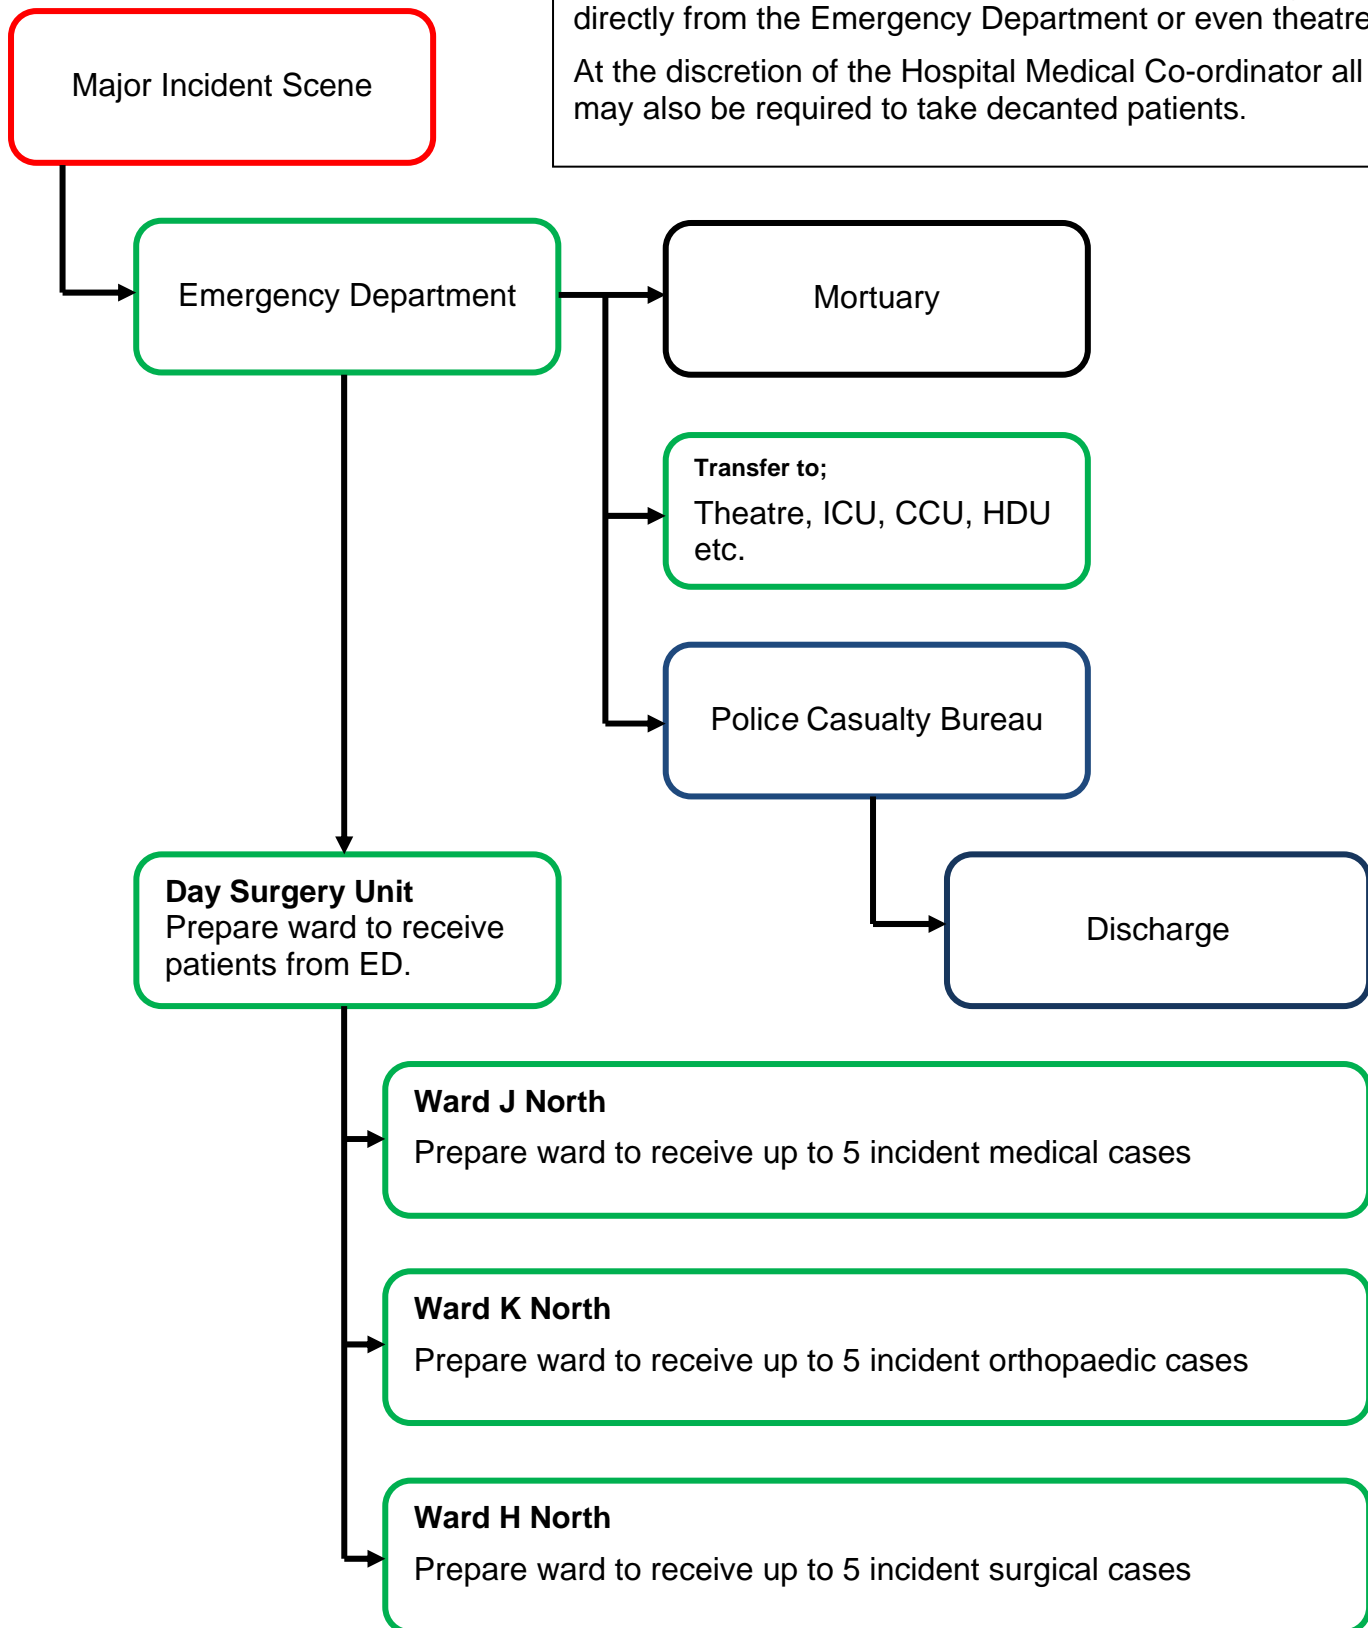 directly from the Emergency Department or even theatre
At the discretion of the Hospital Medical Co-ordinator all
may also be required to take decanted patients.
Major Incident Scene
Emergency Department
Mortuary
Transfer to;
Theatre, ICU, CCU, HDU
etc.
Police Casualty Bureau
Day Surgery Unit
Prepare ward to receive
patients from ED.
Discharge
Ward J North
Prepare ward to receive up to 5 incident medical cases
Ward K North
Prepare ward to receive up to 5 incident orthopaedic cases
Ward H North
Prepare ward to receive up to 5 incident surgical cases